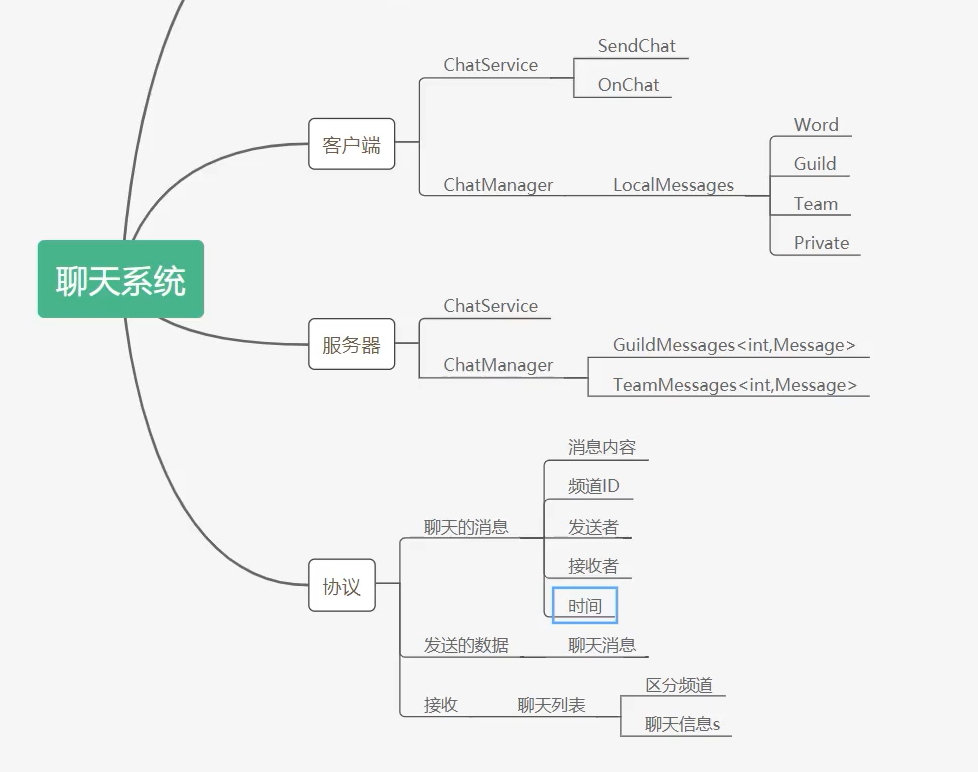 聊天系统
客户端
ChatService
SendChat
OnChat
ChatManager
LocalMessages
Word
Guild
Team
Private
服务器
ChatService
ChatManager
GuildMessages<int,Message>
TeamMessages<int,Message>
协议
聊天的消息
消息内容
频道ID
发送者
接收者
时间
发送的数据
聊天消息
接收
聊天列表
区分频道
聊天信息s